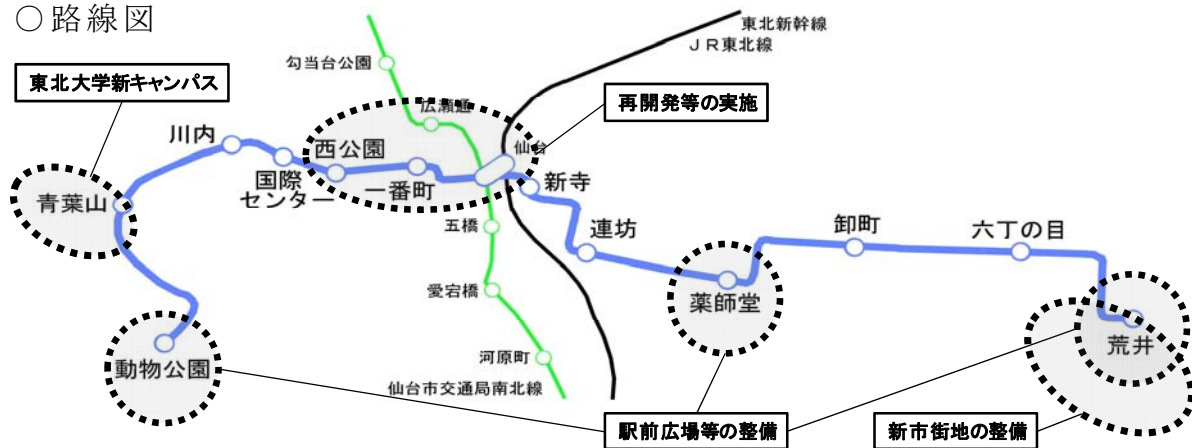 ○路線図
東北新幹線
JR東北線
勾当台公園
東北大学新キャンパス
再開発等の実施
広瀬通
川内
仙台
西公園
国際
センター
一番町
新寺
青葉山
五橋
連坊
卸町
六丁の目
愛宕橋
薬師堂
荒井
動物公園
河原町
仙台市交通局南北線
駅前広場等の整備
新市街地の整備